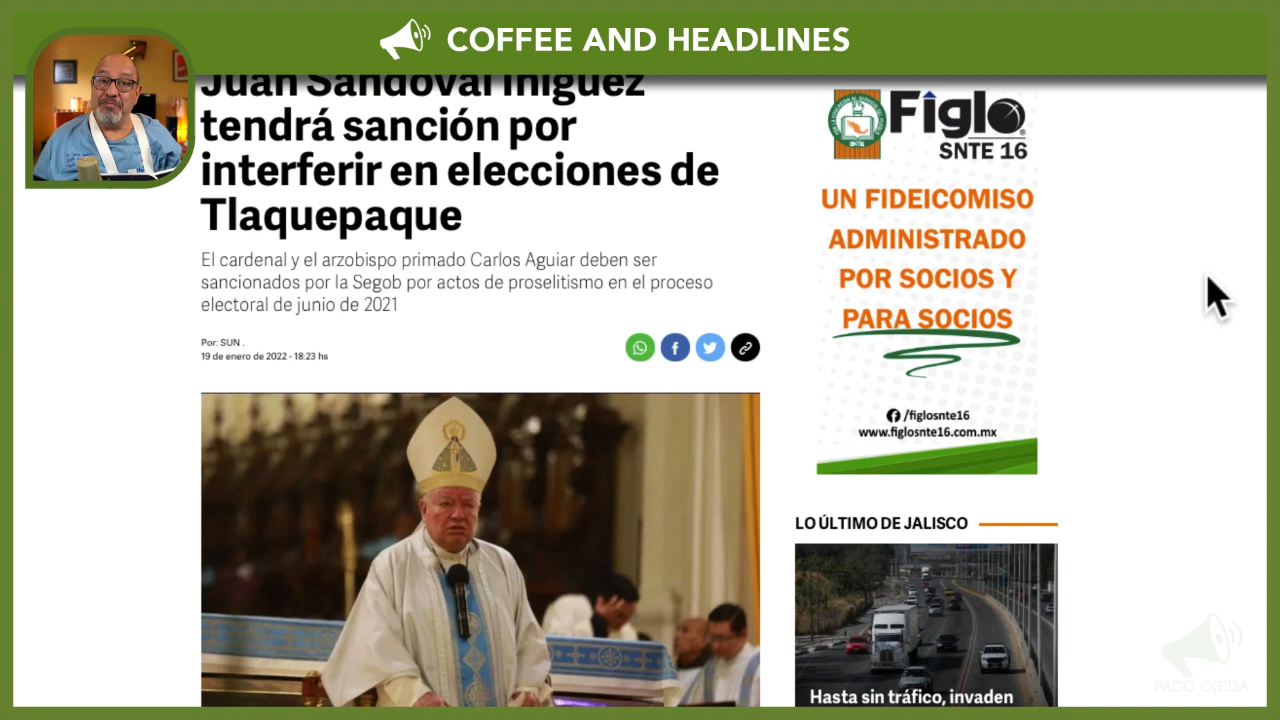 COFFEE AND HEADLINES
Juan Sandoval Íñiguez
tendrá sanción por
interferir en elecciones de
Tlaquepaque
El cardenal y el arzobispo primado Carlos Aguiar deben ser
sancionados por la Segob por actos de proselitismo en el proceso
electoral de junio de 2021
Por: SUN .
19 de enero de 2022 - 18:23 hs
Figlo
SNTE 16
UN FIDEICOMISO
ADMINISTRADO
POR SOCIOS Y
PARA SOCIOS
/figlosnte16
www.figlosnte16.com.mx
LO ÚLTIMO DE JALISCO
Hasta sin tráfico, invaden
PACO OJEDA